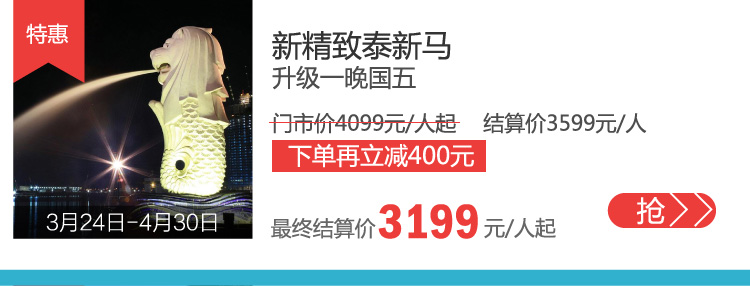 特惠
新精致泰新马
升级一晚国五
门市价4099元/人起 结算价3599元/人
下单再立减400元
3月24日-4月30日
最终结算价3199元/人起
抢